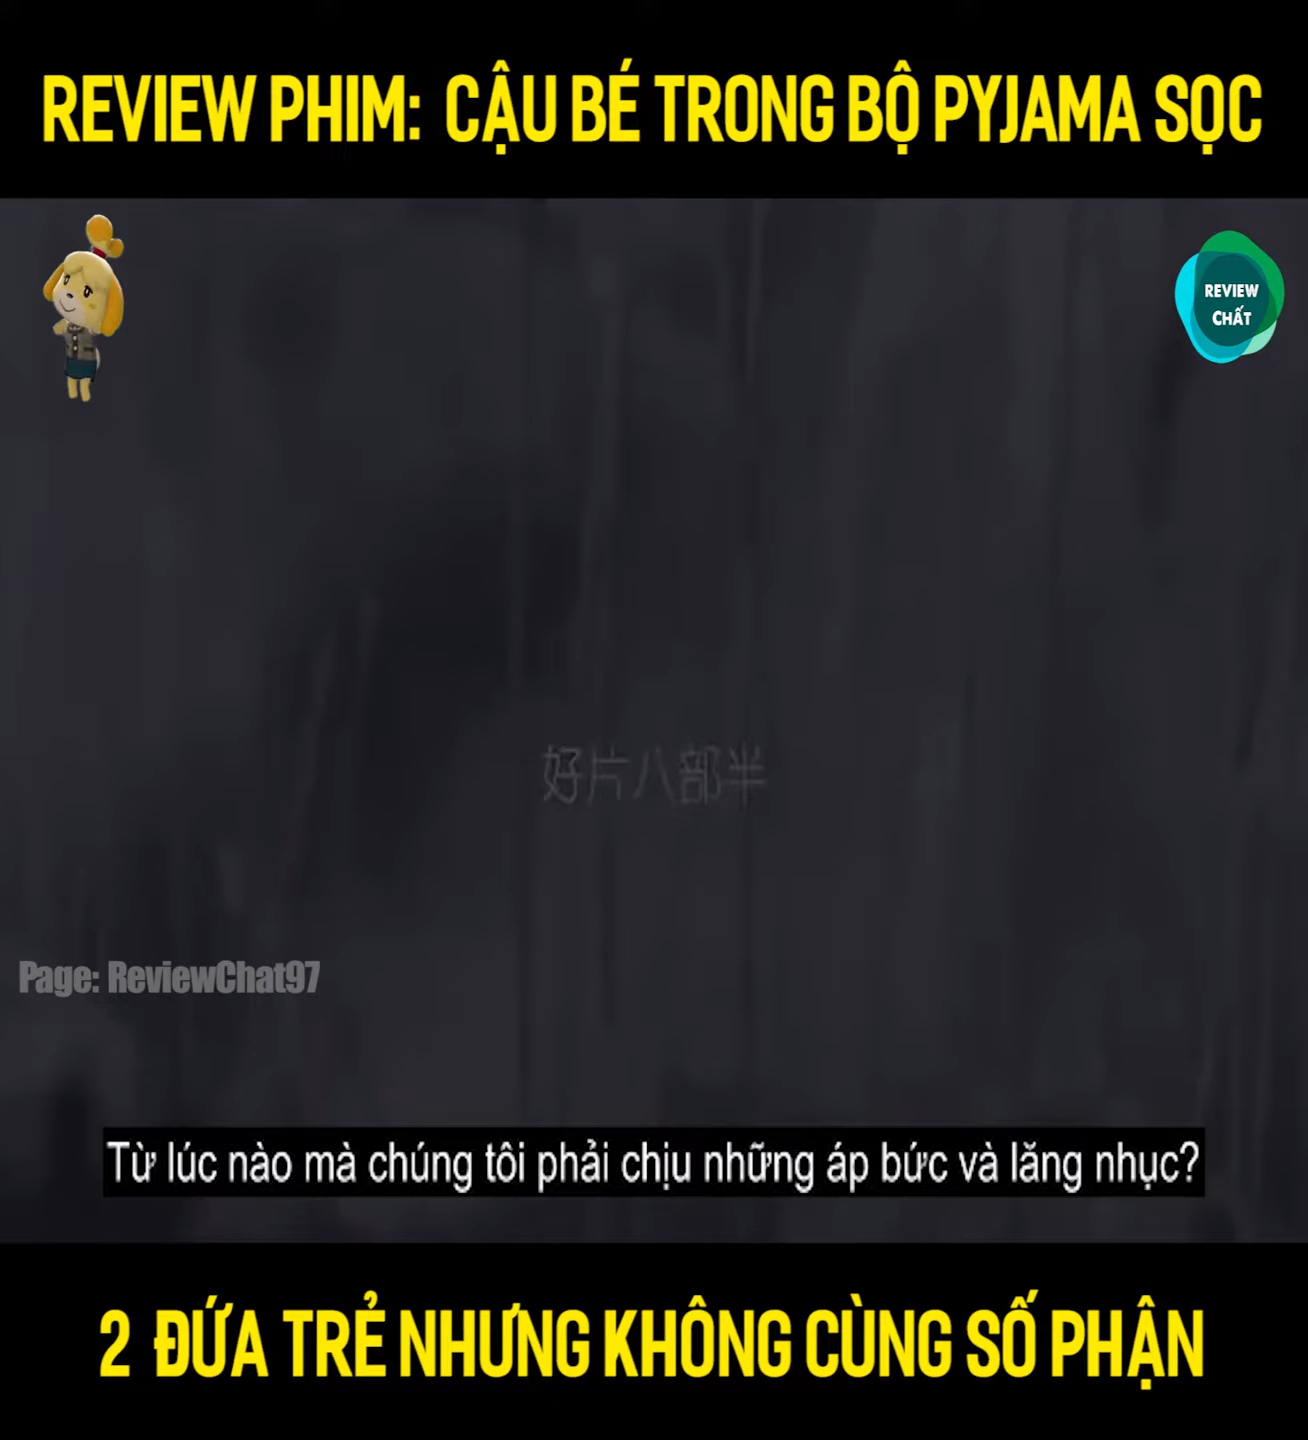 REVIEW PHIM: CẬU BÉ TRONG BỘ PYJAMA SỌC
REVIEW
CHẤT
好片八部半
Page: ReviewChat97
Từ lúc nào mà chúng tôi phải chịu những áp bức và lăng nhục?
2 ĐỨA TRẺ NHƯNG KHÔNG CÙNG SỐ PHẬN